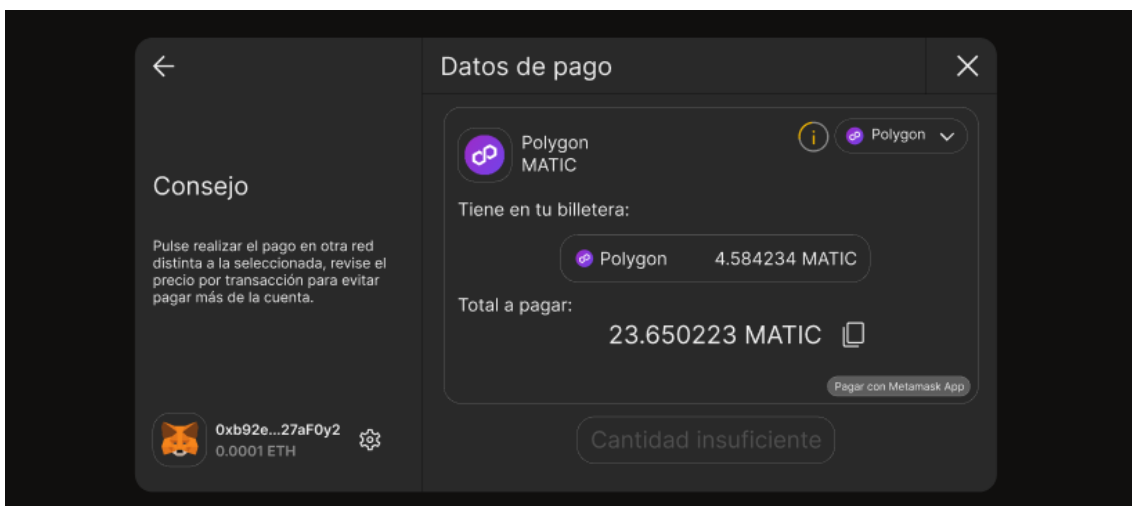 Datos de pago
Consejo
Pulse realizar el pago en otra red
distinta a la seleccionada, revise el
precio por transacción para evitar
pagar más de la cuenta.
0xb92e...27aF0y2
0.0001 ETH
Polygon
MATIC
i
Polygon
Tiene en tu billetera:
Polygon 4.584234 MATIC
Total a pagar:
23.650223 MATIC
Pagar con Metamask App
Cantidad insuficiente